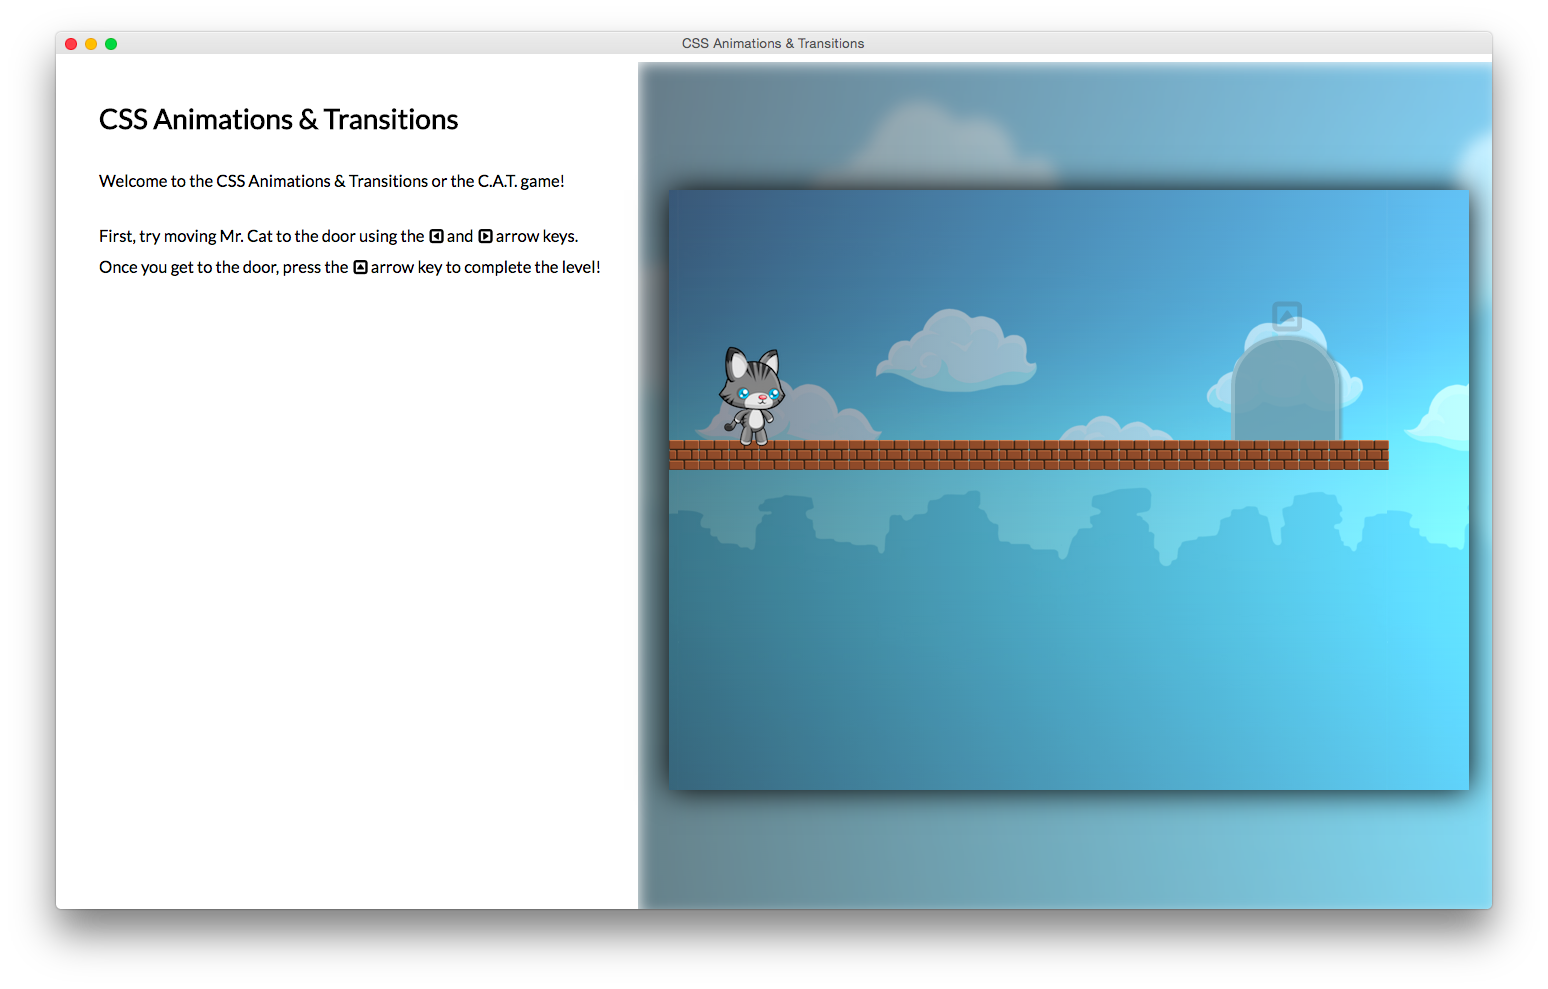 CSS Animations & Transitions
CSS Animations & Transitions
Welcome to the CSS Animations & Transitions or the C.A.T. game!
First, try moving Mr. Cat to the door using the ◀ and ▶ arrow keys.
Once you get to the door, press the ▲ arrow key to complete the level!